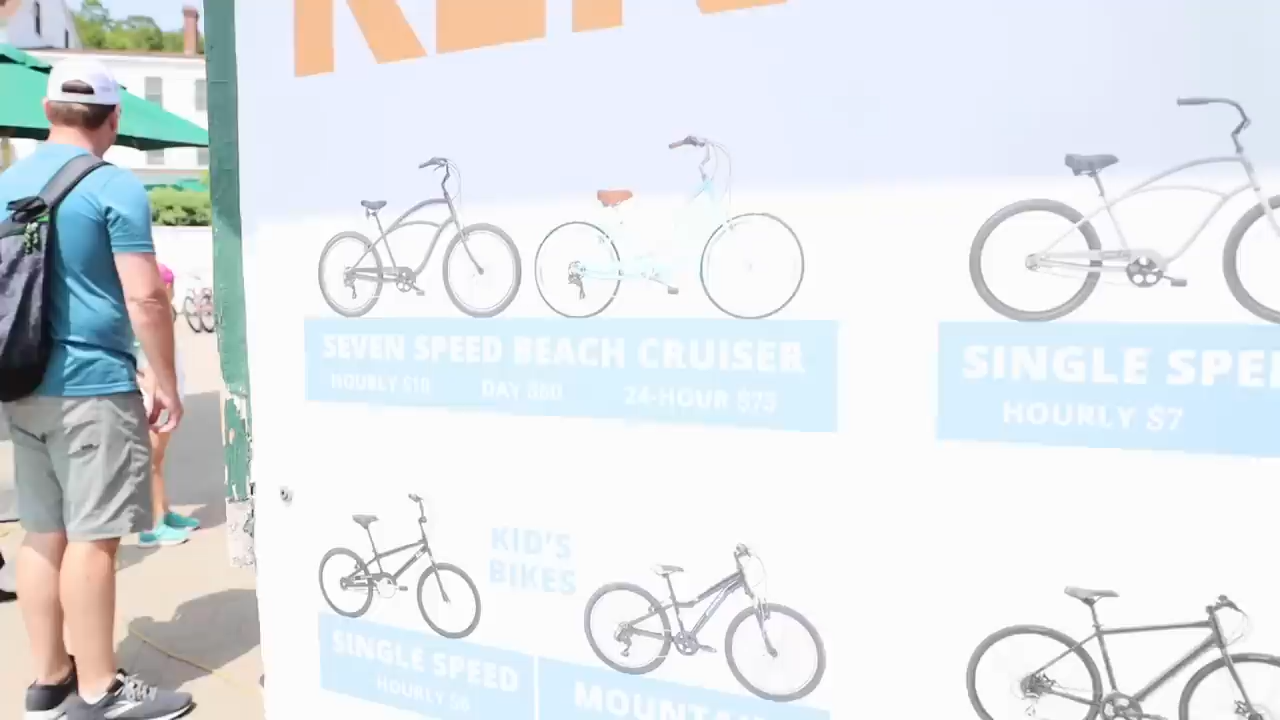 SEVEN SPEED BEACH CRUISER
HOURLY $10 DAY $60 24-HOUR $75
SINGLE SPE
HOURLY $7
KID'S
BIKES
SINGLE SPEED
HOURLY $6
MOUNTAI